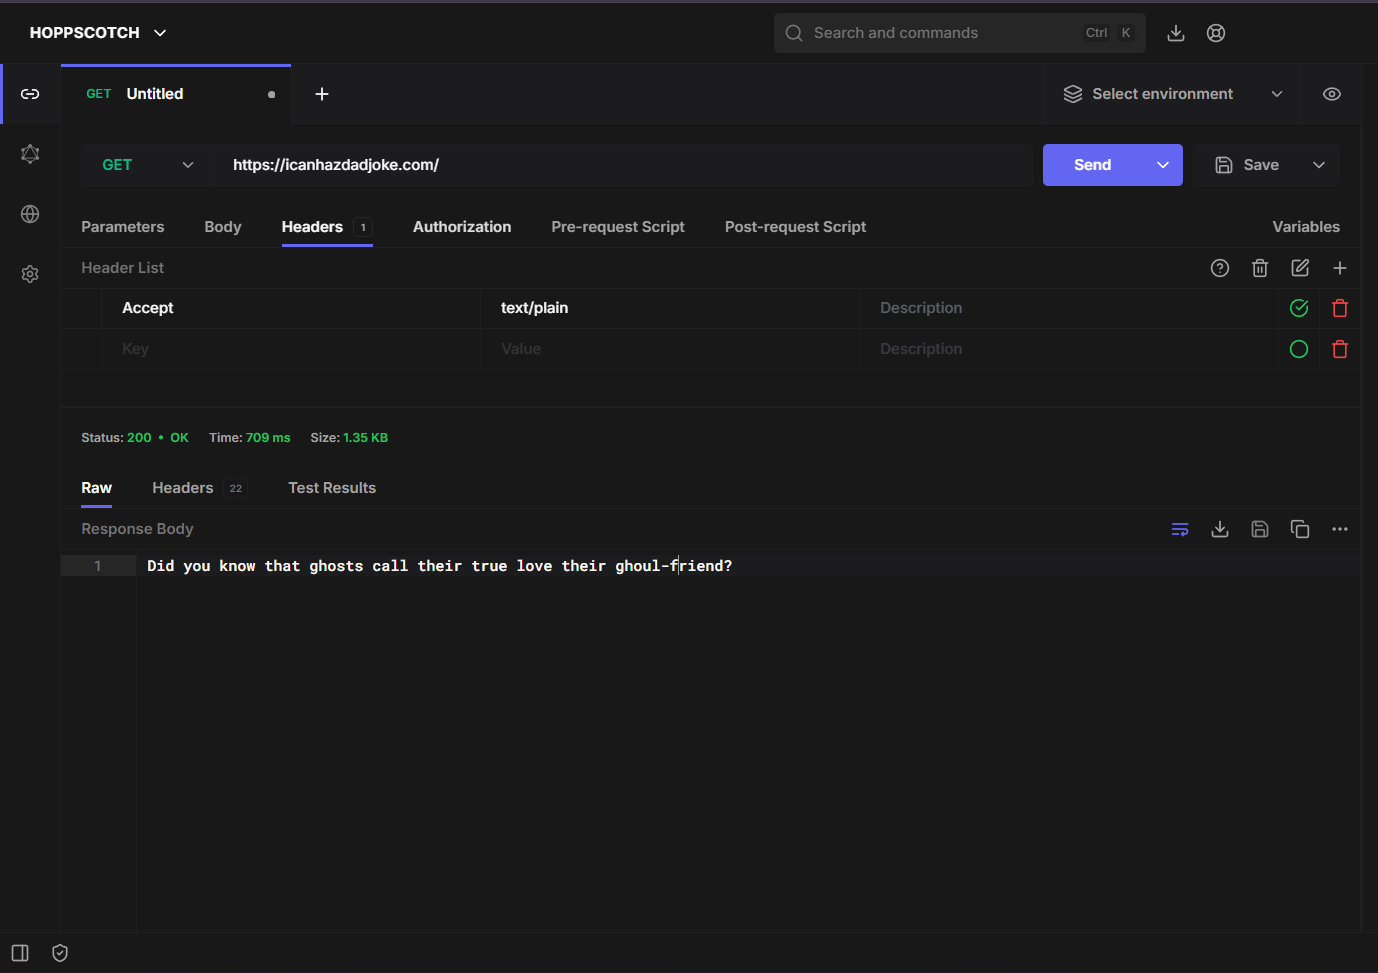 HOPPSCOTCH
Search and commands Ctrl K
GET Untitled
Select environment
GET https://icanhazdadjoke.com/ Send Save
Parameters Body Headers 1 Authorization Pre-request Script Post-request Script Variables
Header List
Accept text/plain Description
Key Value Description
Status: 200 • OK Time: 709 ms Size: 1.35 KB
Raw Headers 22 Test Results
Response Body
1 Did you know that ghosts call their true love their ghoul-friend?